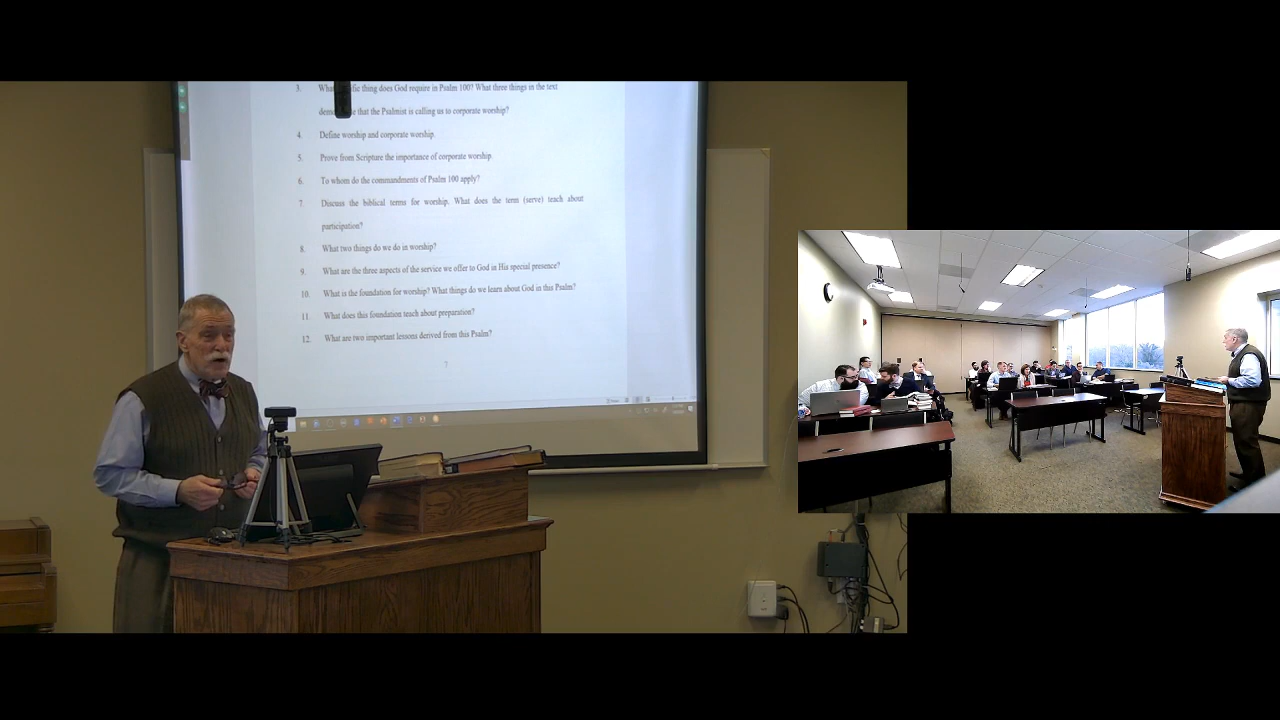 3. What fic thing does God require in Psalm 100? What three things in the text
demo e that the Psalmist is calling us to corporate worship?
4. Define worship and corporate worship.
5. Prove from Scripture the importance of corporate worship.
6. To whom do the commandments of Psalm 100 apply?
7. Discuss the biblical terms for worship. What does the term (serve) teach about
participation?
8. What two things do we do in worship?
9. What are the three aspects of the service we offer to God in His special presence?
10. What is the foundation for worship? What things do we learn about God in this Psalm?
11. What does this foundation teach about preparation?
12. What are two important lessons derived from this Psalm?
7